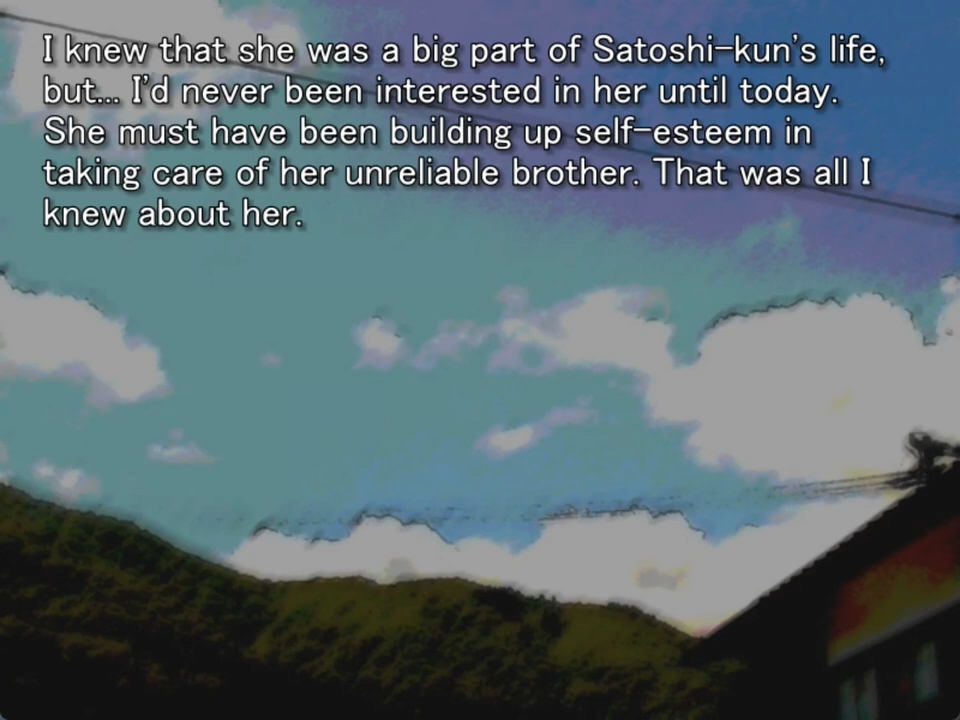 I knew that she was a big part of Satoshi-kun's life,
but... I'd never been interested in her until today.
She must have been building up self-esteem in
taking care of her unreliable brother. That was all I
knew about her.